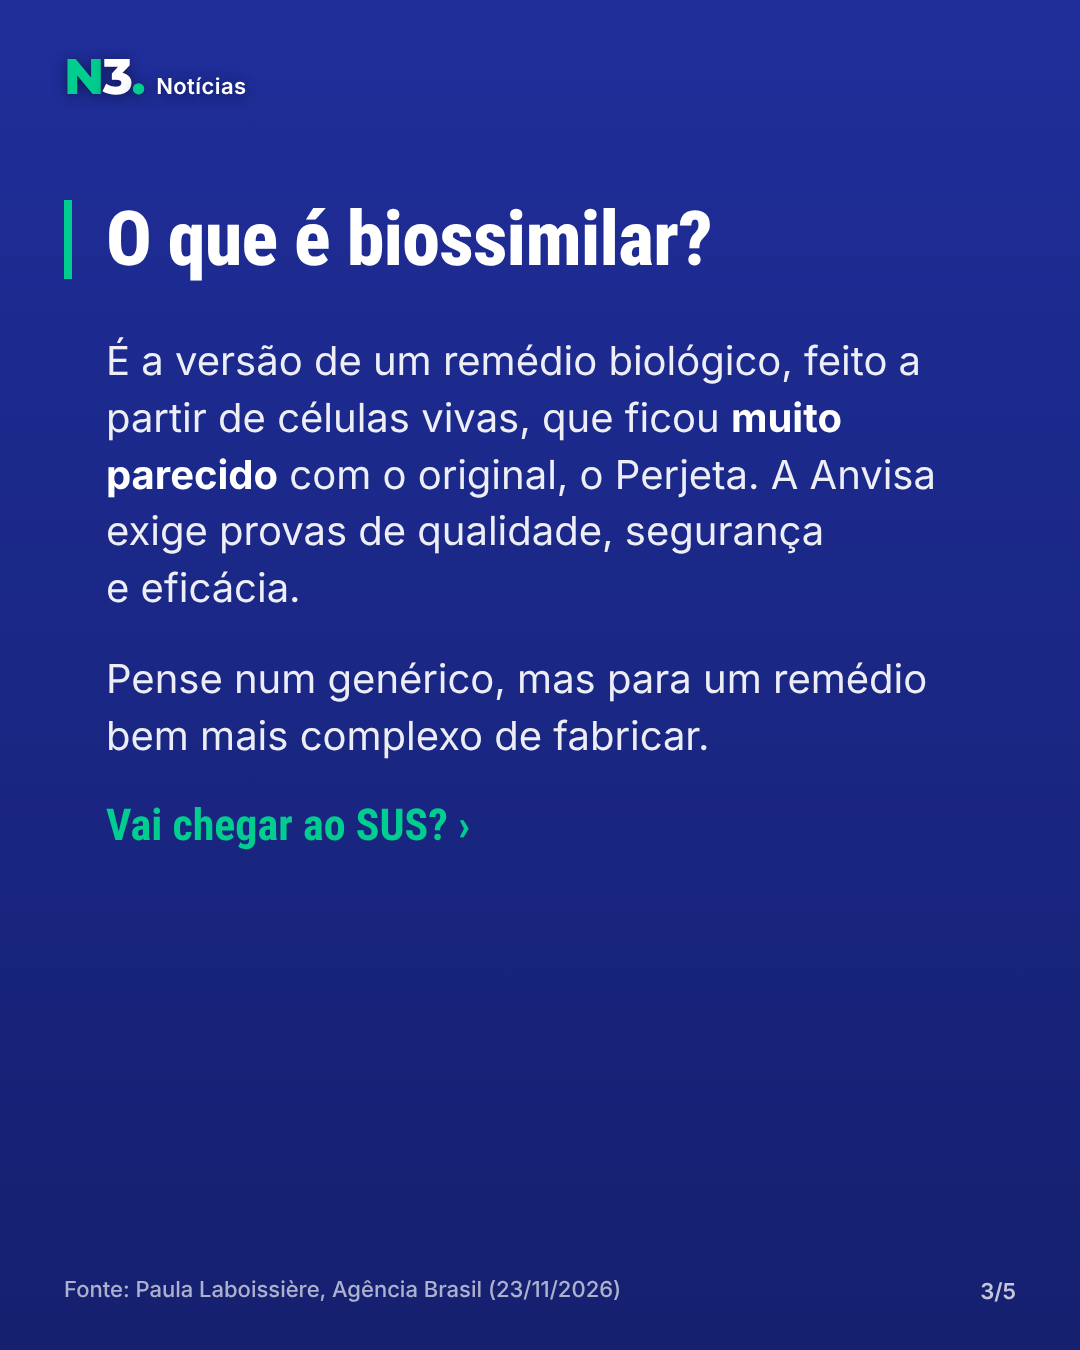 N3. Notícias
O que é biossimilar?
É a versão de um remédio biológico, feito a
partir de células vivas, que ficou muito
parecido com o original, o Perjeta. A Anvisa
exige provas de qualidade, segurança
e eficácia.
Pense num genérico, mas para um remédio
bem mais complexo de fabricar.
Vai chegar ao SUS? ›
Fonte: Paula Laboissière, Agência Brasil (23/11/2026)
3/5